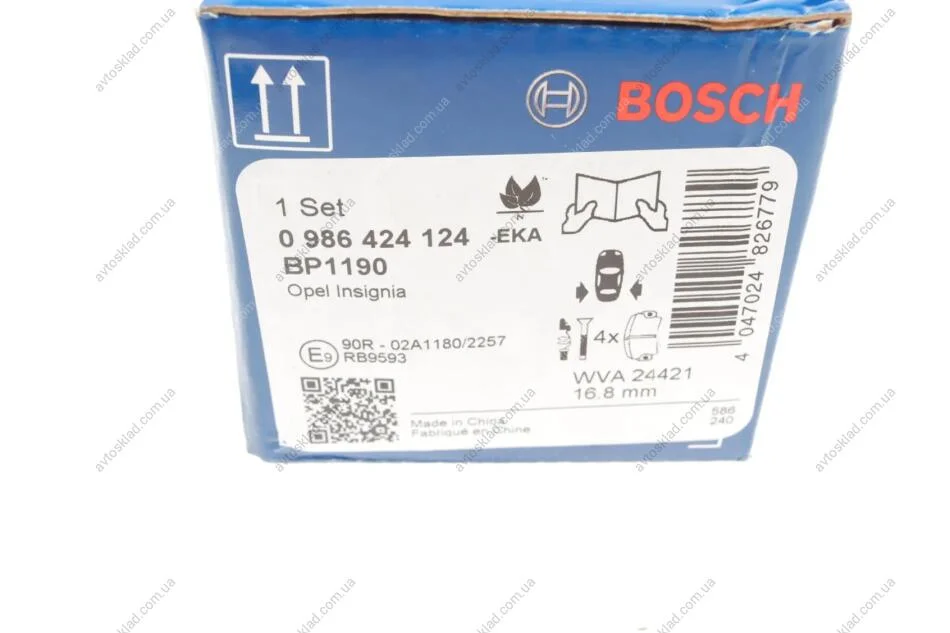 BOSCH
1 Set
0 986 424 124 -EKA
BP1190
Opel Insignia
E9 90R - 02A1180/2257
RB9593
4x
WVA 24421
16.8 mm
Made in China
Fabriqué en Chine
586
240
4 047024 826779
avtosklad.com.ua